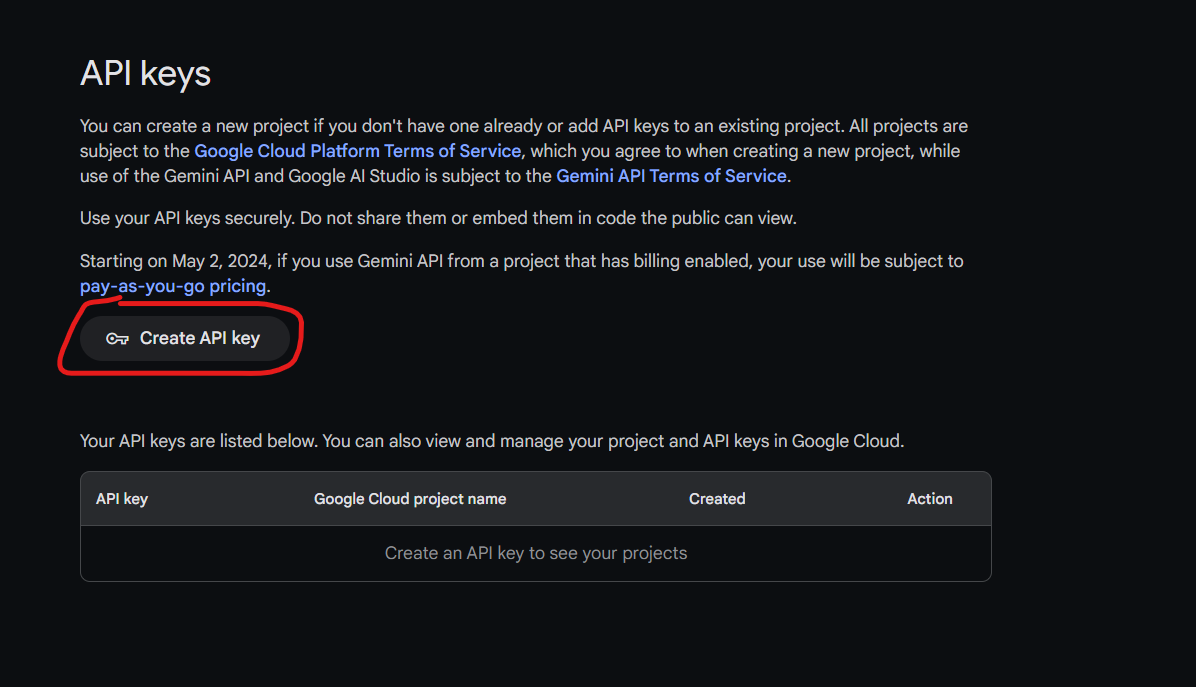 API keys
You can create a new project if you don't have one already or add API keys to an existing project. All projects are
subject to the Google Cloud Platform Terms of Service, which you agree to when creating a new project, while
use of the Gemini API and Google AI Studio is subject to the Gemini API Terms of Service.
Use your API keys securely. Do not share them or embed them in code the public can view.
Starting on May 2, 2024, if you use Gemini API from a project that has billing enabled, your use will be subject to
pay-as-you-go pricing.
Create API key
Your API keys are listed below. You can also view and manage your project and API keys in Google Cloud.
API key Google Cloud project name Created Action
Create an API key to see your projects